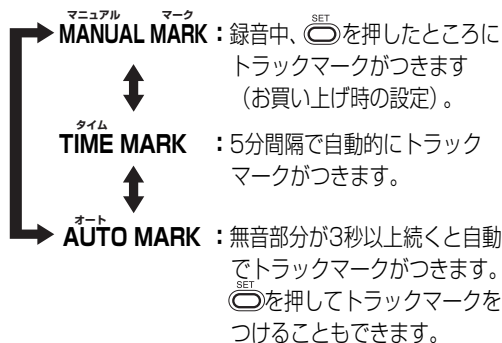 マニュアル マーク
MANUAL MARK：録音中、SETを押したところに
トラックマークがつきます
（お買い上げ時の設定）。
タイム
TIME MARK ：5分間隔で自動的にトラック
マークがつきます。
オート
AUTO MARK：無音部分が3秒以上続くと自動
でトラックマークがつきます。
SETを押してトラックマークを
つけることもできます。